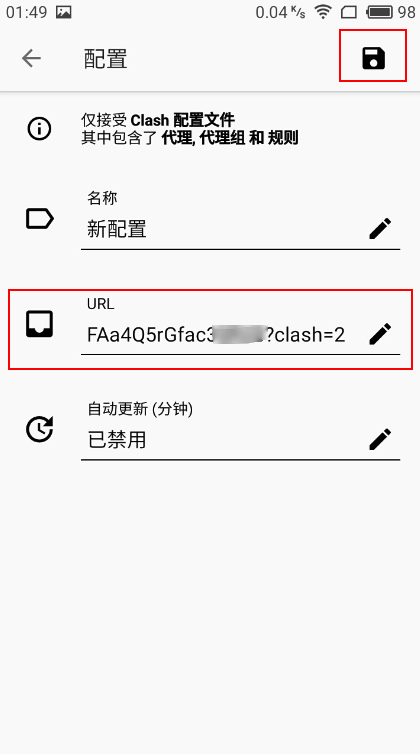 01:49 0.04 K/s 98
配置
仅接受 Clash 配置文件
其中包含了 代理, 代理组 和 规则
名称
新配置
URL
FAa4Q5rGfac3 ?clash=2
自动更新 (分钟)
已禁用